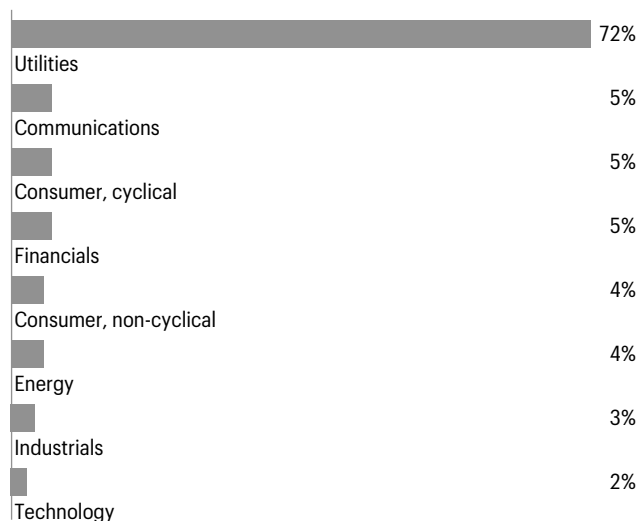 72%
Utilities
5%
Communications
5%
Consumer, cyclical
5%
Financials
4%
Consumer, non-cyclical
4%
Energy
3%
Industrials
2%
Technology